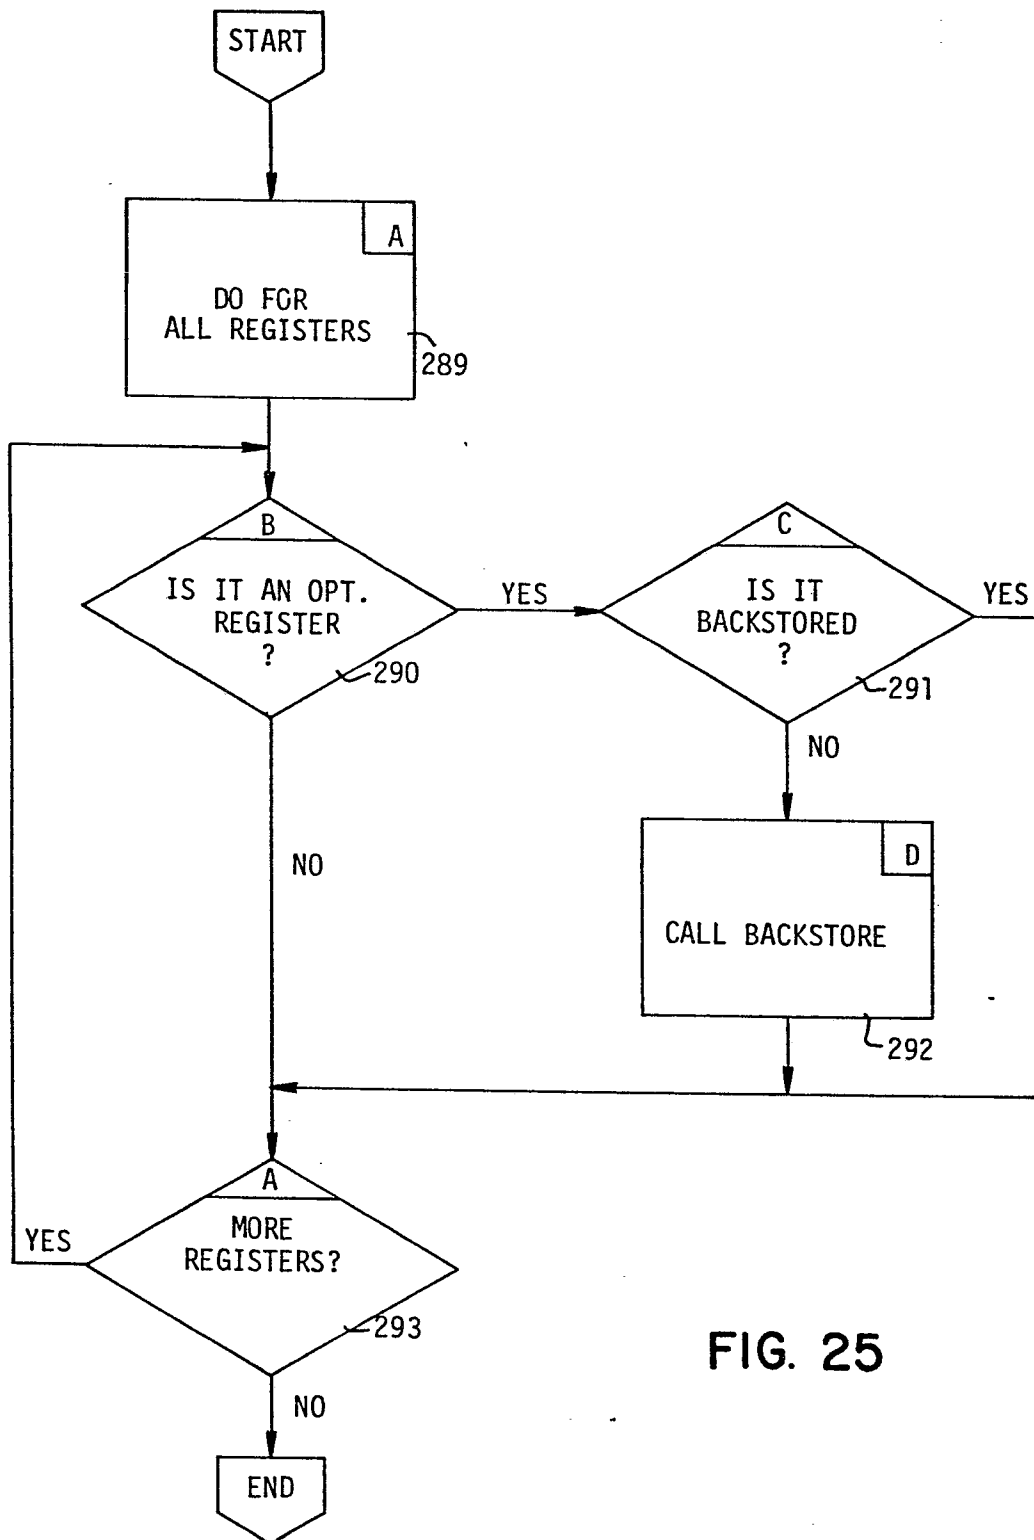 START
A
DO FOR
ALL REGISTERS
289
B
IS IT AN OPT.
REGISTER
?
290
YES
C
IS IT
BACKSTORED
?
291
YES
NO
NO
D
CALL BACKSTORE
292
A
MORE
REGISTERS?
293
YES
NO
END
FIG. 25